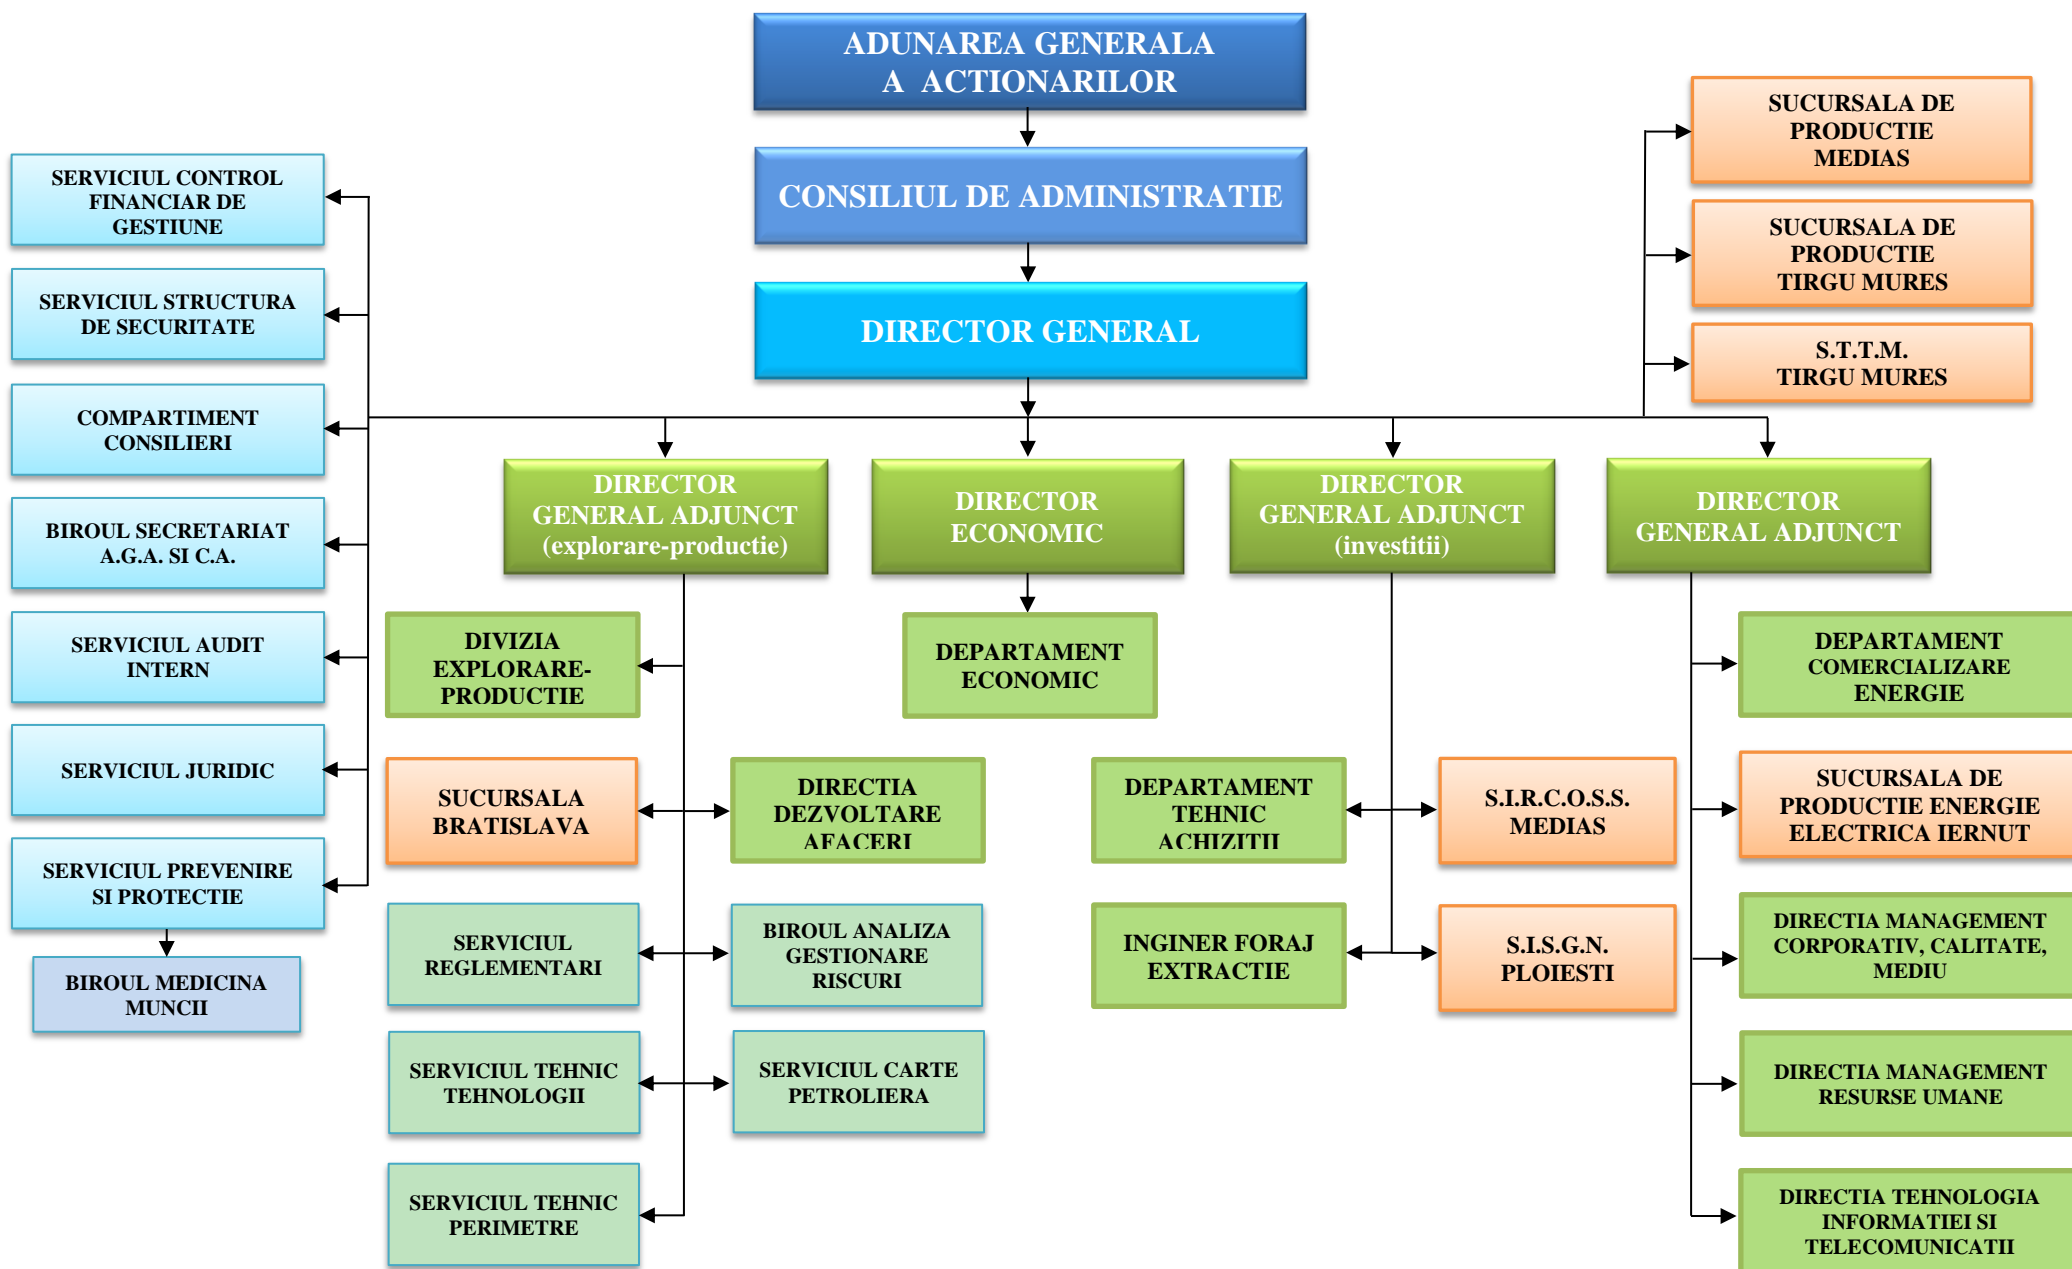 ADUNAREA GENERALA
A ACTIONARILOR
CONSILIUL DE ADMINISTRATIE
DIRECTOR GENERAL
SUCURSALA DE
PRODUCTIE
MEDIAS
SUCURSALA DE
PRODUCTIE
TIRGU MURES
S.T.T.M.
TIRGU MURES
SERVICIUL CONTROL
FINANCIAR DE
GESTIUNE
SERVICIUL STRUCTURA
DE SECURITATE
COMPARTIMENT
CONSILIERI
BIROUL SECRETARIAT
A.G.A. SI C.A.
SERVICIUL AUDIT
INTERN
SERVICIUL JURIDIC
SERVICIUL PREVENIRE
SI PROTECTIE
BIROUL MEDICINA
MUNCII
DIRECTOR
GENERAL ADJUNCT
(explorare-productie)
DIRECTOR
ECONOMIC
DIRECTOR
GENERAL ADJUNCT
(investitii)
DIRECTOR
GENERAL ADJUNCT
DIVIZIA
EXPLORARE-
PRODUCTIE
SUCURSALA
BRATISLAVA
DIRECTIA
DEZVOLTARE
AFACERI
SERVICIUL
REGLEMENTARI
BIROUL ANALIZA
GESTIONARE
RISCURI
SERVICIUL TEHNIC
TEHNOLOGII
SERVICIUL CARTE
PETROLIERA
SERVICIUL TEHNIC
PERIMETRE
DEPARTAMENT
ECONOMIC
DEPARTAMENT
TEHNIC
ACHIZITII
S.I.R.C.O.S.S.
MEDIAS
INGINER FORAJ
EXTRACTIE
S.I.S.G.N.
PLOIESTI
DEPARTAMENT
COMERCIALIZARE
ENERGIE
SUCURSALA DE
PRODUCTIE ENERGIE
ELECTRICA IERNUT
DIRECTIA MANAGEMENT
CORPORATIV, CALITATE,
MEDIU
DIRECTIA MANAGEMENT
RESURSE UMANE
DIRECTIA TEHNOLOGIA
INFORMATIEI SI
TELECOMUNICATII